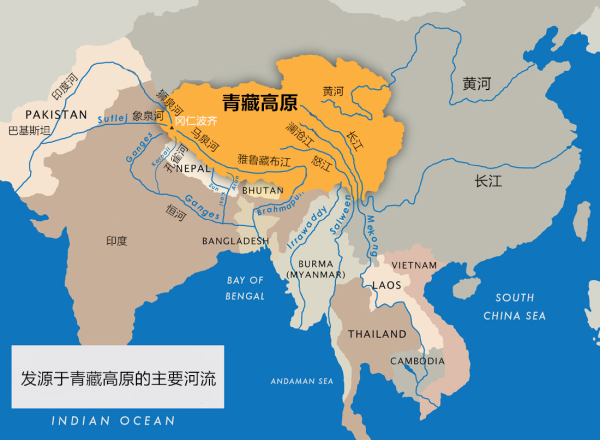 黄河
印度河
狮泉河
黄河
青藏高原
PAKISTAN
巴基斯坦
Sutlej
象泉河
冈仁波齐
马泉河
澜沧江
长江
怒江
Ganges
孔雀河
雅鲁藏布江
NEPAL
长江
BHUTAN
恒河
Ganges
Irrawaddy
Salween
Mekong
印度
BANGLADESH
BURMA
(MYANMAR)
VIETNAM
LAOS
BAY OF
BENGAL
SOUTH
CHINA SEA
THAILAND
CAMBODIA
发源于青藏高原的主要河流
ANDAMAN SEA
INDIAN OCEAN